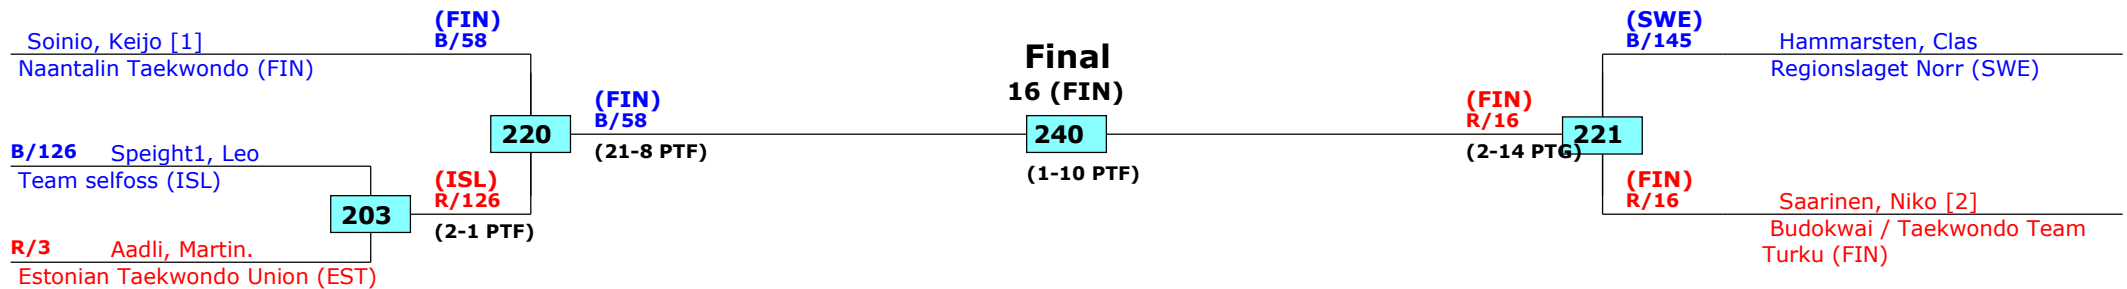 (FIN)
B/58
Soinio, Keijo [1]
Naantalin Taekwondo (FIN)
B/126 Speight1, Leo
Team selfoss (ISL)
R/3 Aadli, Martin.
Estonian Taekwondo Union (EST)
203
(ISL)
R/126
(2-1 PTF)
220
(FIN)
B/58
(21-8 PTF)
Final
16 (FIN)
240
(1-10 PTF)
(FIN)
R/16
(2-14 PTG)
221
(SWE)
B/145
Hammarsten, Clas
Regionslaget Norr (SWE)
(FIN)
R/16
Saarinen, Niko [2]
Budokwai / Taekwondo Team
Turku (FIN)